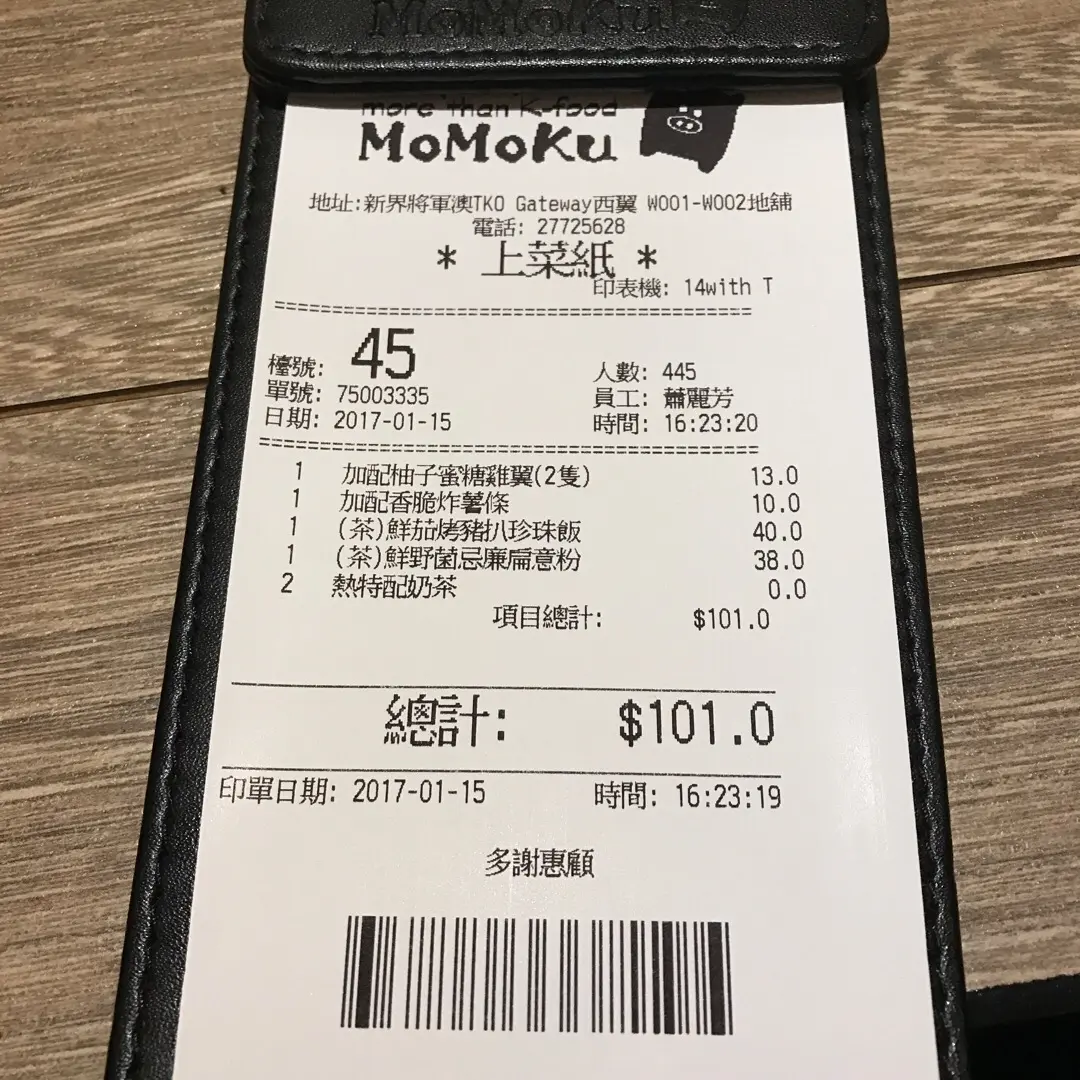 MoMoKu
more than K-food
MoMoKu
地址:新界將軍澳TKO Gateway西翼 W001-W002地舖
電話: 27725628
* 上菜紙 *
印表機: 14with T
檯號: 45 人數: 445
單號: 75003335 員工: 蕭麗芳
日期: 2017-01-15 時間: 16:23:20
1 加配柚子蜜糖雞翼(2隻) 13.0
1 加配香脆炸薯條 10.0
1 (茶)鮮茄烤豬扒珍珠飯 40.0
1 (茶)鮮野菌忌廉扁意粉 38.0
2 熱特配奶茶 0.0
項目總計: $101.0
總計: $101.0
印單日期: 2017-01-15 時間: 16:23:19
多謝惠顧